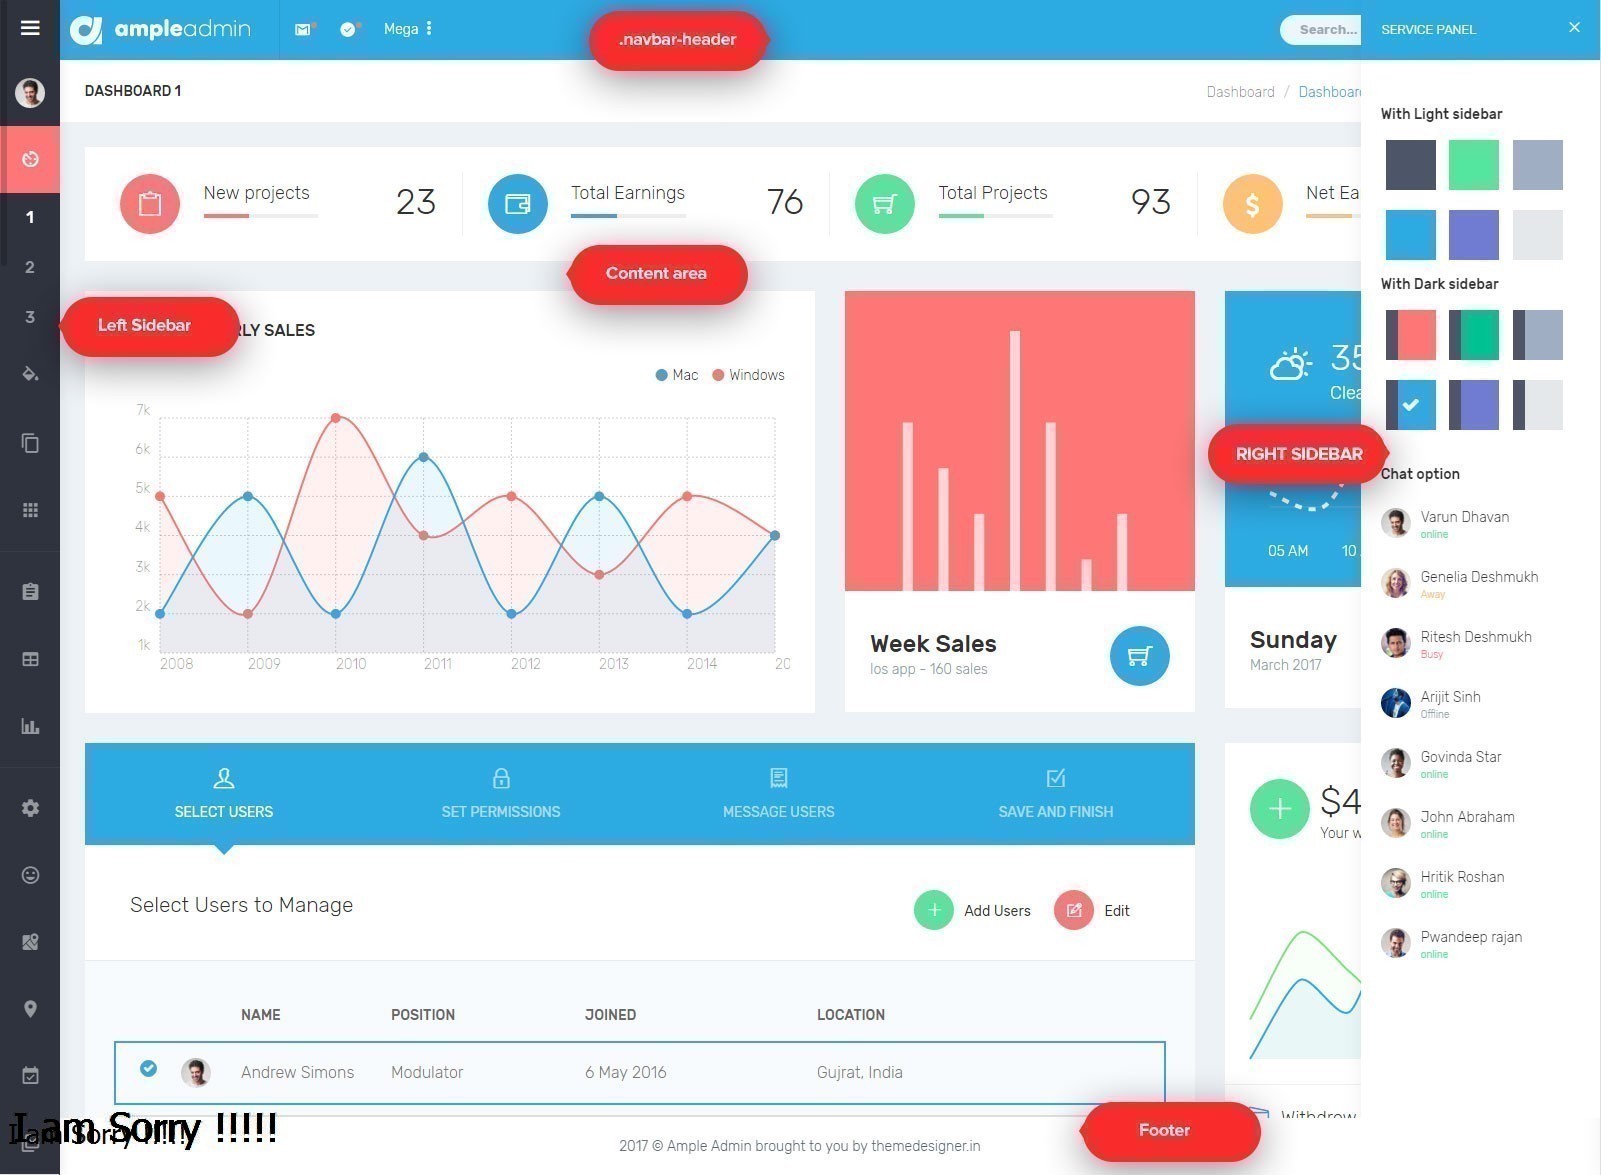 ampleadmin
Mega
.navbar-header
Search...
SERVICE PANEL
DASHBOARD 1
Dashboard / Dashboard
With Light sidebar
New projects
23
Total Earnings
76
Total Projects
93
Net Ea
1
2
3
Content area
With Dark sidebar
Left Sidebar
RLY SALES
Mac
Windows
35
Clea
7k
6k
5k
4k
3k
2k
1k
2008 2009 2010 2011 2012 2013 2014 20
RIGHT SIDEBAR
05 AM
10
Chat option
Varun Dhavan
online
Genelia Deshmukh
Away
Ritesh Deshmukh
Busy
Arijit Sinh
Offline
Govinda Star
online
John Abraham
online
Hritik Roshan
online
Pwandeep rajan
online
Week Sales
Ios app - 160 sales
Sunday
March 2017
SELECT USERS
SET PERMISSIONS
MESSAGE USERS
SAVE AND FINISH
$4
Your w
Select Users to Manage
Add Users
Edit
NAME POSITION JOINED LOCATION
Andrew Simons Modulator 6 May 2016 Gujrat, India
Withdrow
I am Sorry !!!!!
I am Sorry !!!!!
2017 © Ample Admin brought to you by themedesigner.in
Footer